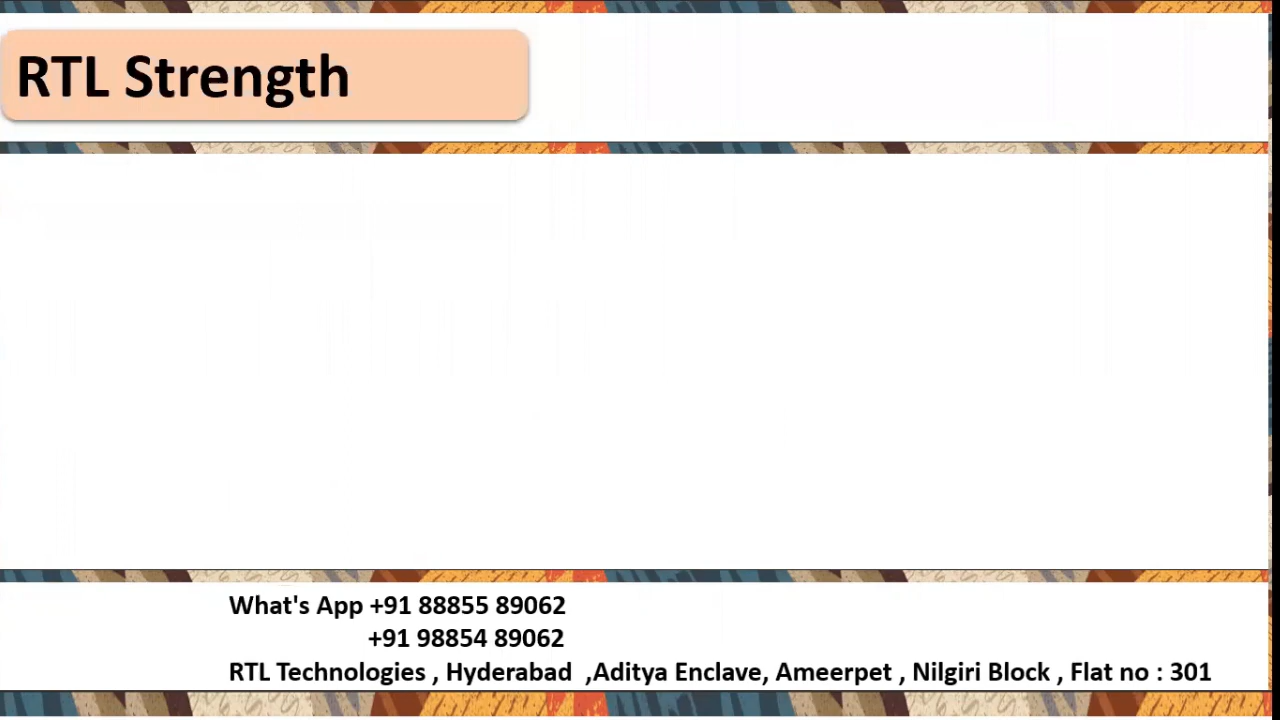 RTL Strength
What's App +91 88855 89062
+91 98854 89062
RTL Technologies , Hyderabad ,Aditya Enclave, Ameerpet , Nilgiri Block , Flat no : 301